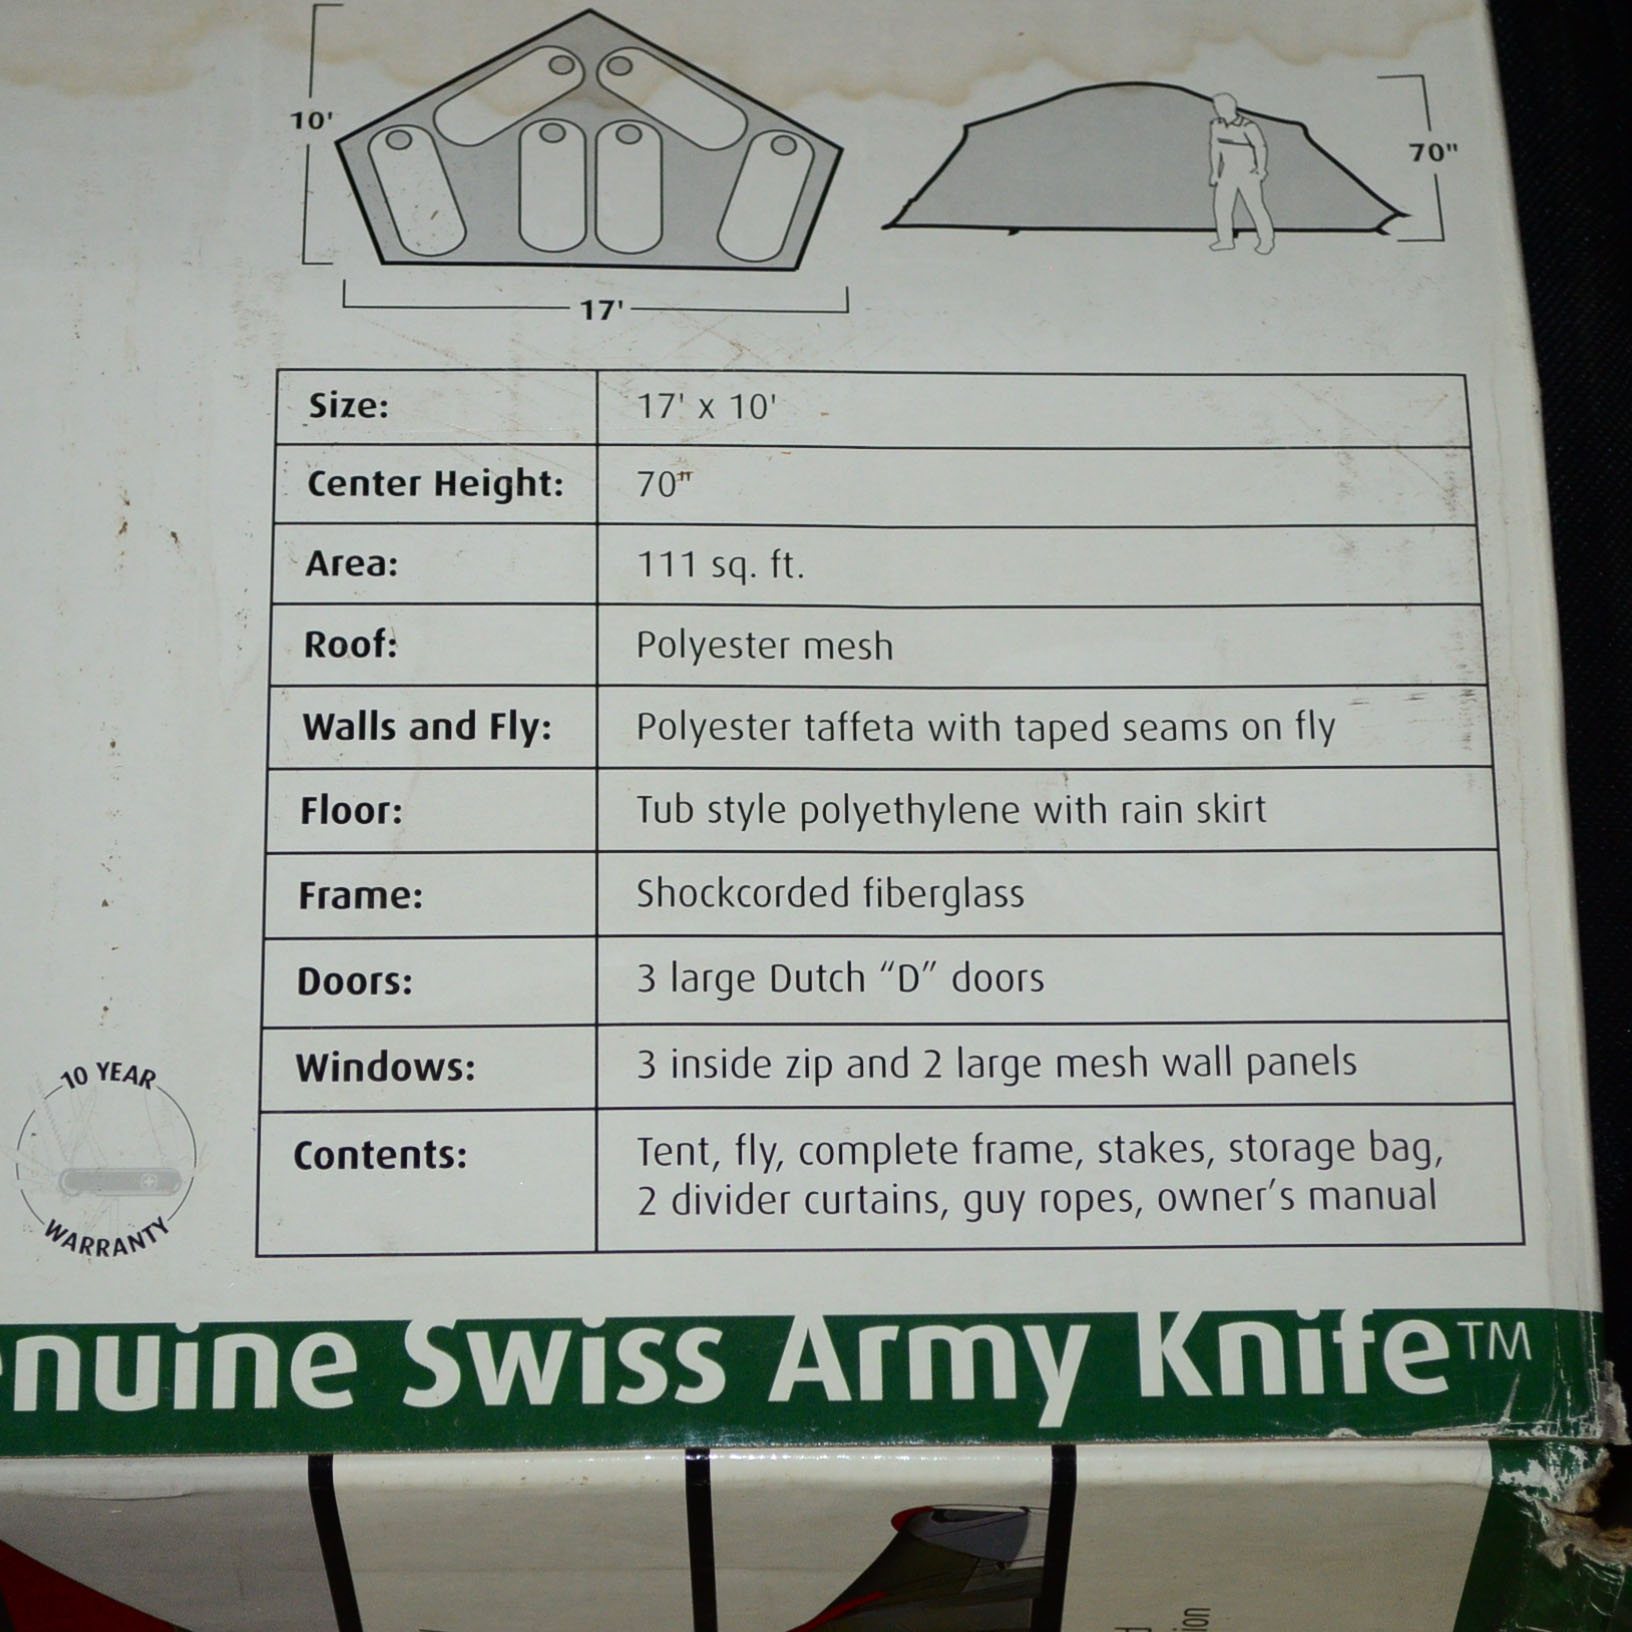 10'
70"
17'
Size: 17' x 10'
Center Height: 70"
Area: 111 sq. ft.
Roof: Polyester mesh
Walls and Fly: Polyester taffeta with taped seams on fly
Floor: Tub style polyethylene with rain skirt
Frame: Shockcorded fiberglass
Doors: 3 large Dutch “D” doors
Windows: 3 inside zip and 2 large mesh wall panels
Contents: Tent, fly, complete frame, stakes, storage bag,
2 divider curtains, guy ropes, owner's manual
10 YEAR
WARRANTY
enuine Swiss Army Knife™